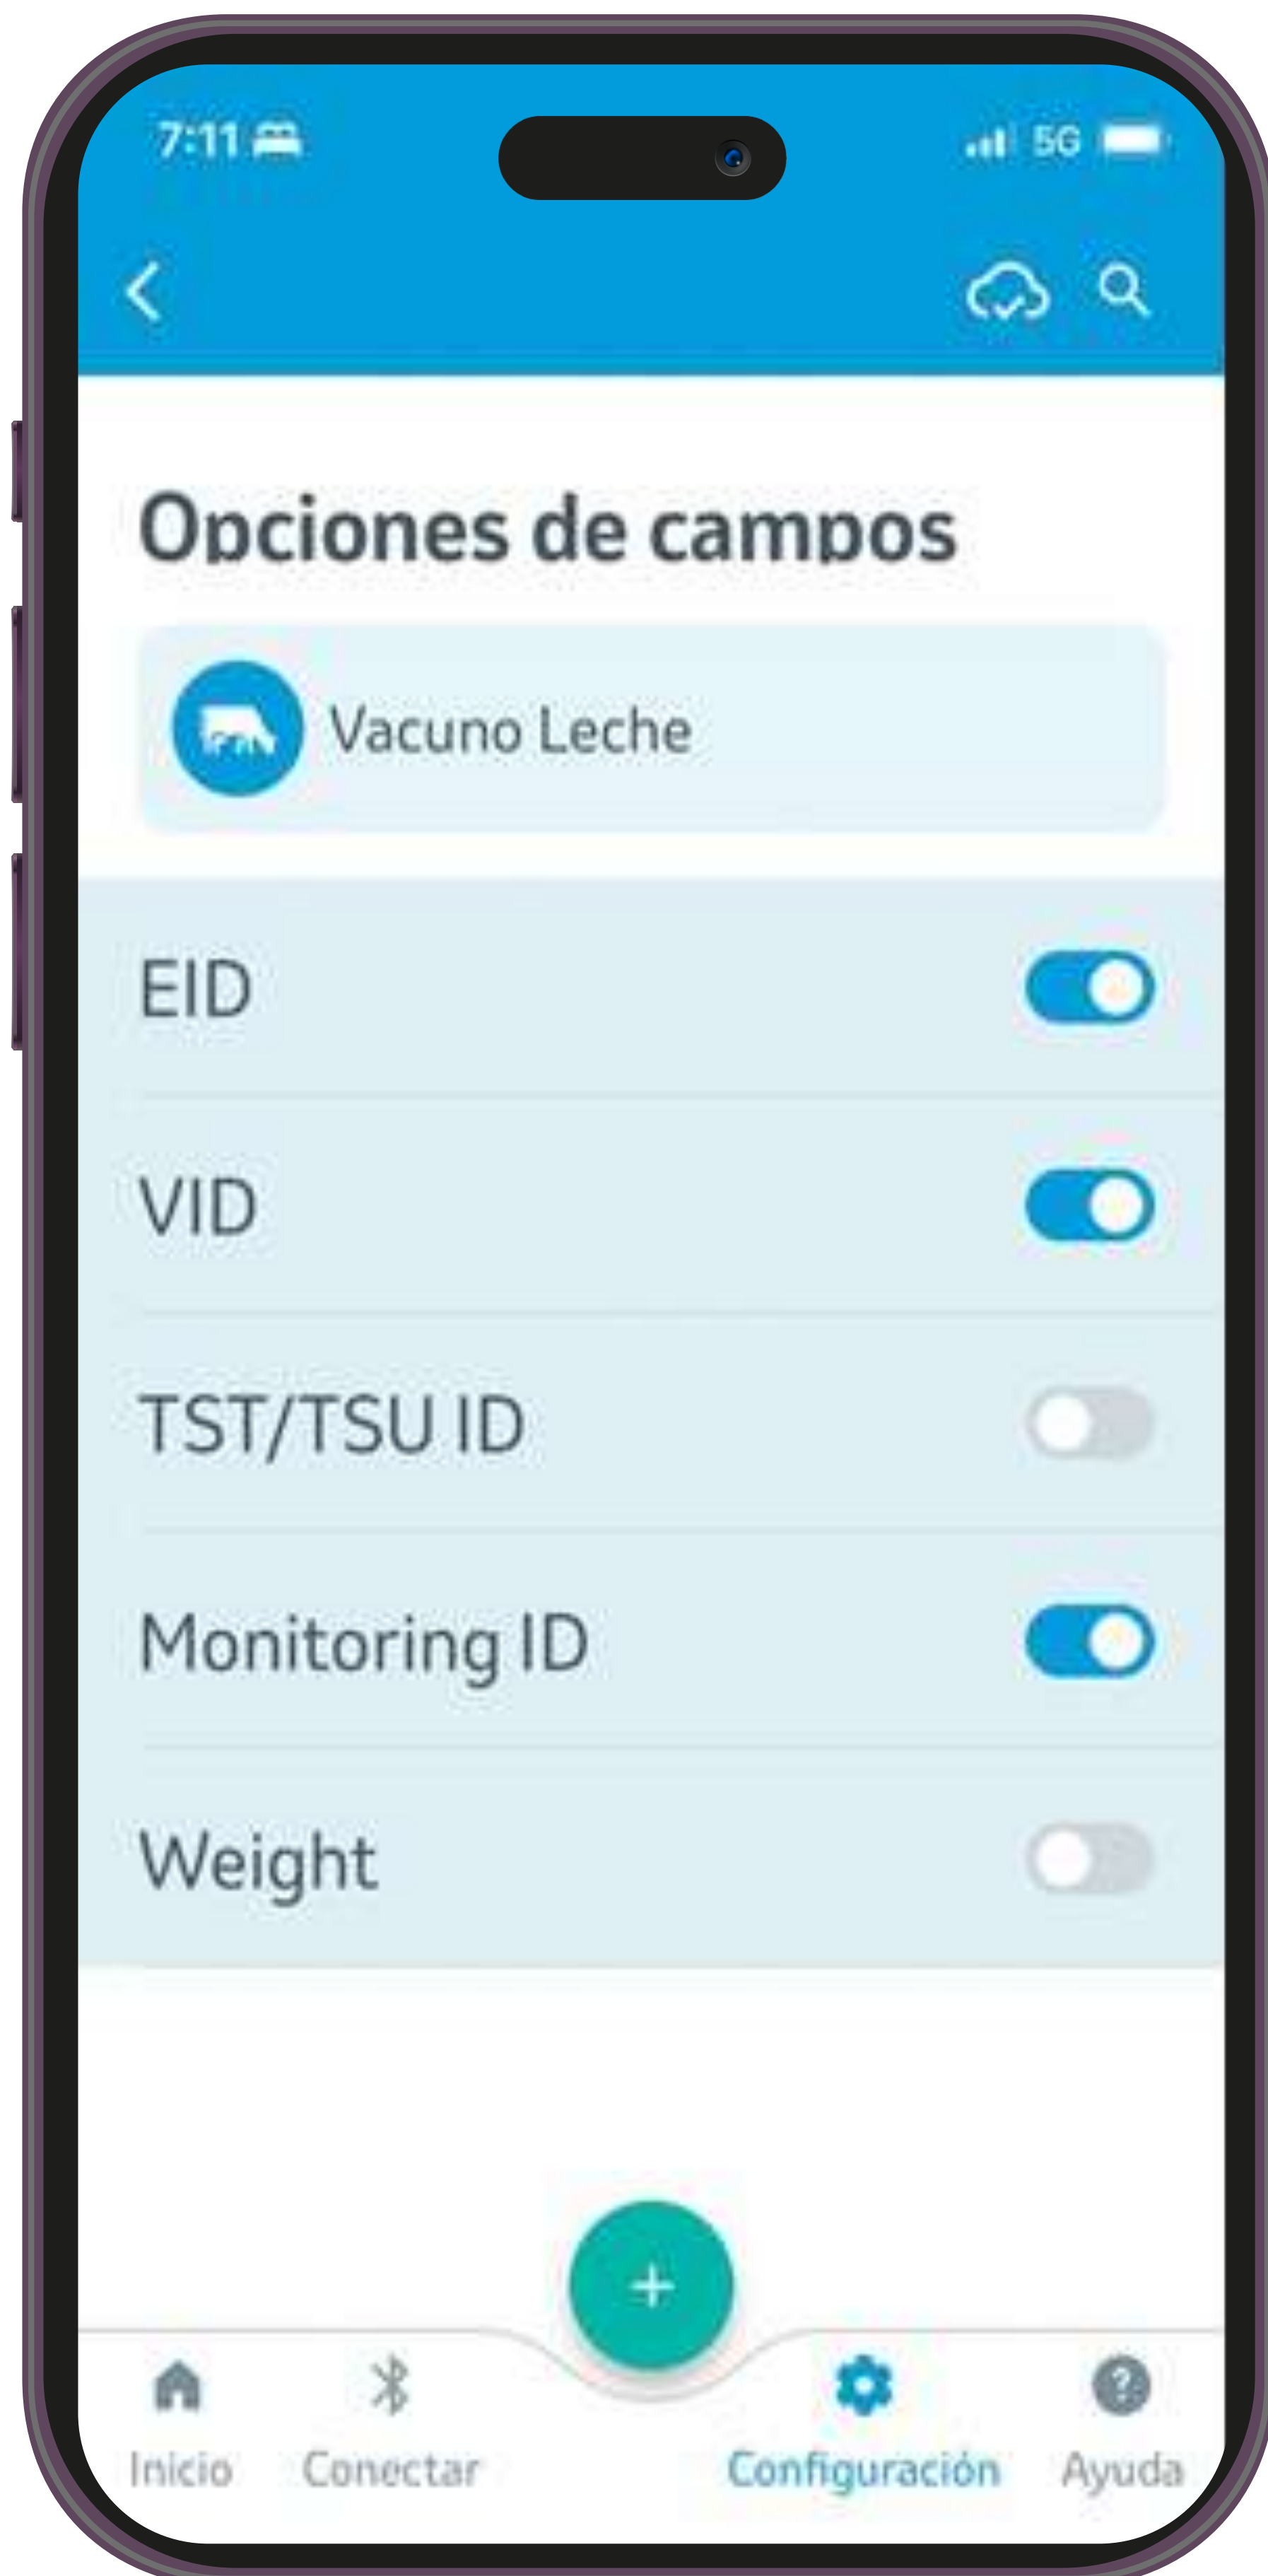 7:11
5G
Opciones de campos
Vacuno Leche
EID
VID
TST/TSU ID
Monitoring ID
Weight
+
Inicio Conectar Configuración Ayuda